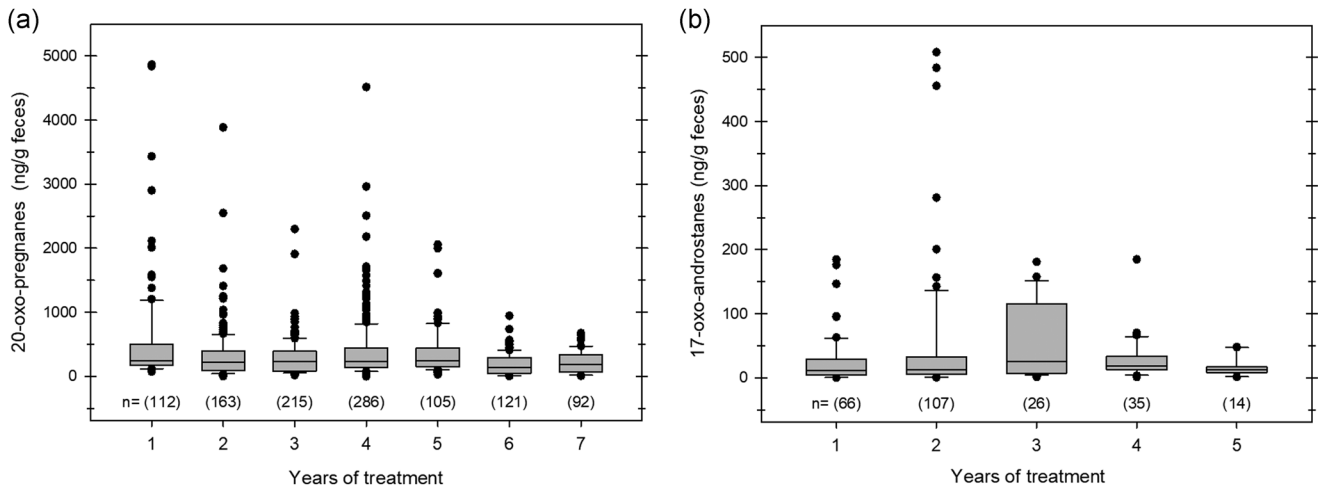 (a)
20-oxo-pregnanes (ng/g feces)
5000
4000
3000
2000
1000
0
n= (112) (163) (215) (286) (105) (121) (92)
1 2 3 4 5 6 7
Years of treatment
(b)
17-oxo-androstanes (ng/g feces)
500
400
300
200
100
0
n= (66) (107) (26) (35) (14)
1 2 3 4 5
Years of treatment